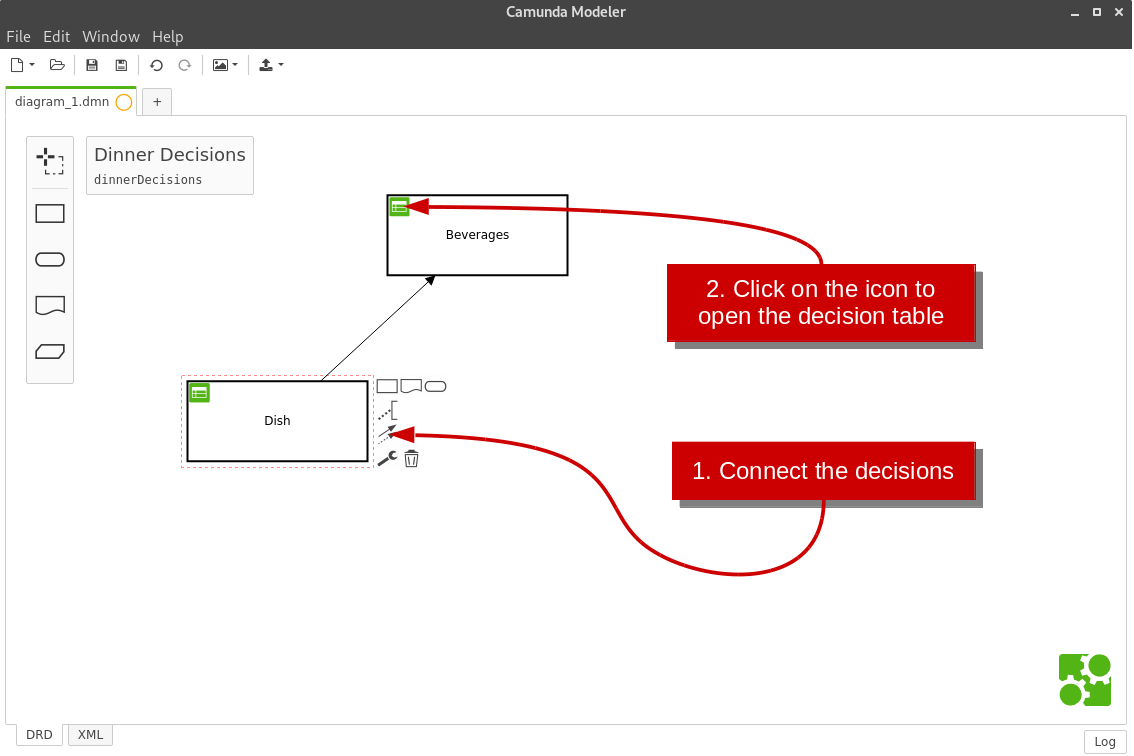 Camunda Modeler
File Edit Window Help
diagram_1.dmn
+
Dinner Decisions
dinnerDecisions
Beverages
2. Click on the icon to
open the decision table
Dish
1. Connect the decisions
DRD XML
Log